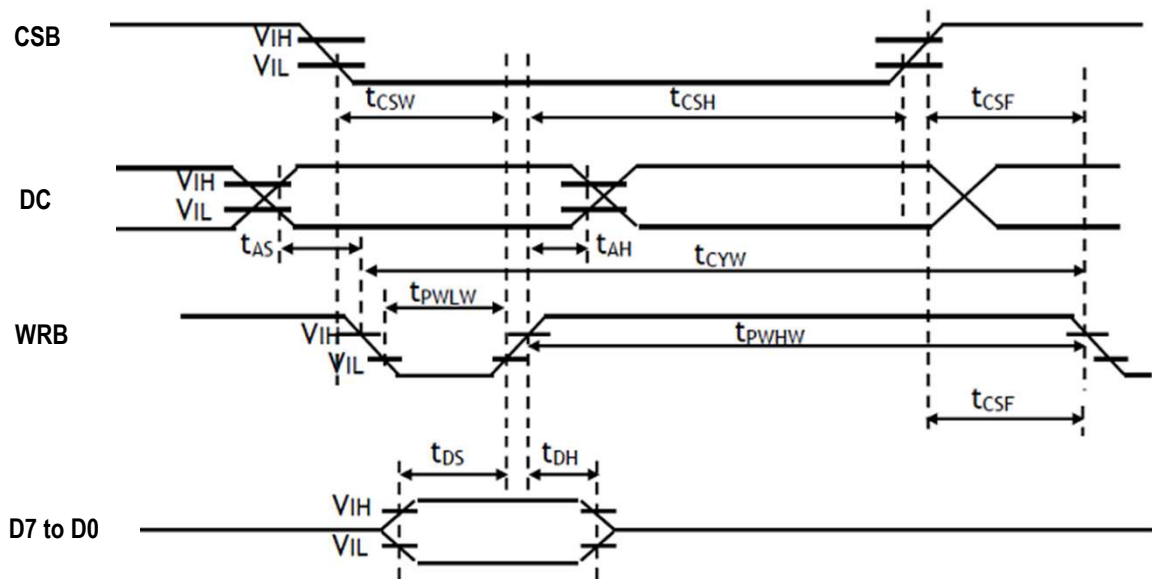 CSB
VIH
VIL
tCSW
tCSH
tCSF
DC
VIH
VIL
tAS
tAH
tCYW
tPWLW
WRB
VIH
VIL
tPWHW
tCSF
tDS
tDH
D7 to D0
VIH
VIL